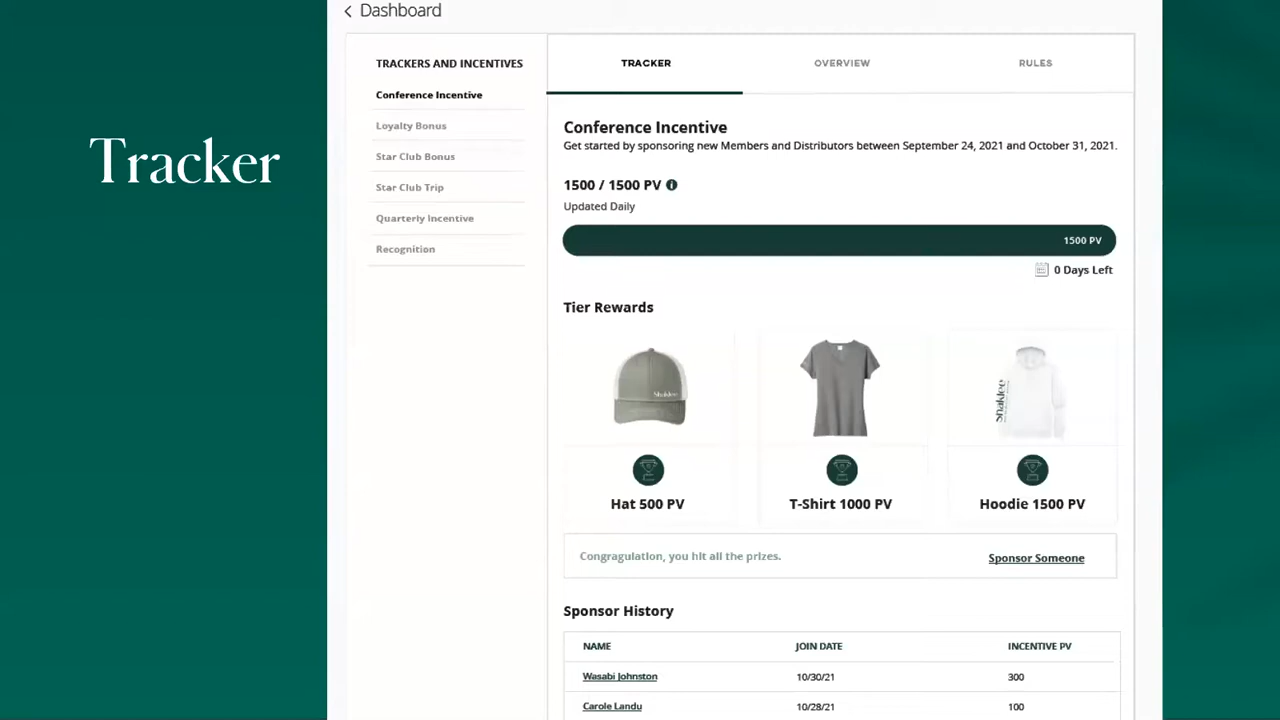 Tracker
Dashboard
TRACKERS AND INCENTIVES
Conference Incentive
Loyalty Bonus
Star Club Bonus
Star Club Trip
Quarterly Incentive
Recognition
TRACKER
OVERVIEW
RULES
Conference Incentive
Get started by sponsoring new Members and Distributors between September 24, 2021 and October 31, 2021.
1500 / 1500 PV
Updated Daily
1500 PV
0 Days Left
Tier Rewards
Shaklee
Shaklee
Hat 500 PV
T-Shirt 1000 PV
Hoodie 1500 PV
Congragulation, you hit all the prizes.
Sponsor Someone
Sponsor History
NAME JOIN DATE INCENTIVE PV
Wasabi Johnston 10/30/21 300
Carole Landu 10/28/21 100